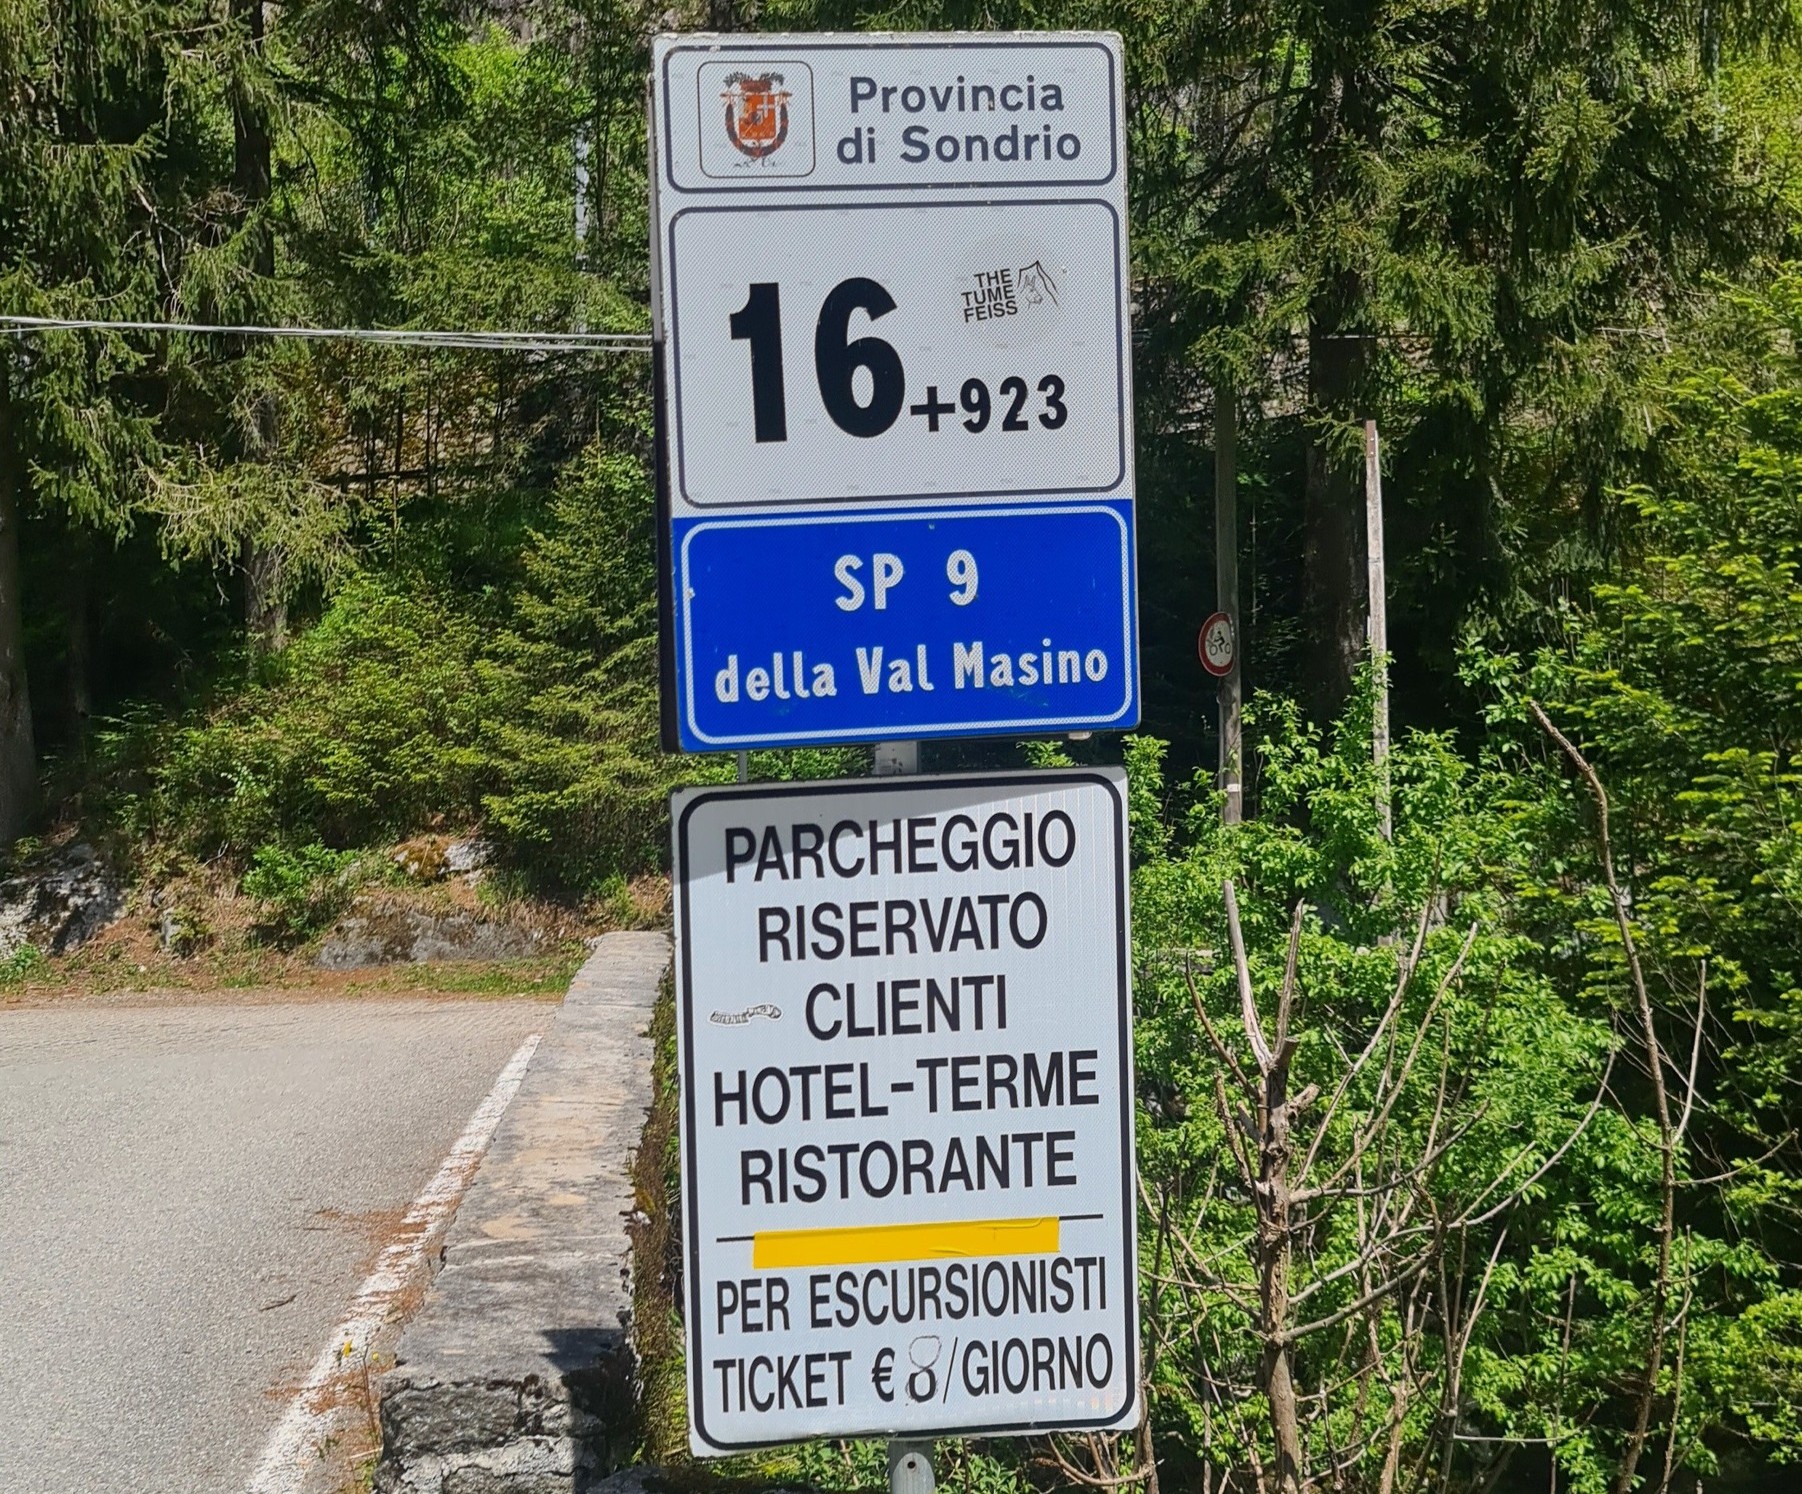 Provincia
di Sondrio
THE
TUME
FEISS
16+923
SP 9
della Val Masino
PARCHEGGIO
RISERVATO
CLIENTI
HOTEL-TERME
RISTORANTE
PER ESCURSIONISTI
TICKET € 8/GIORNO